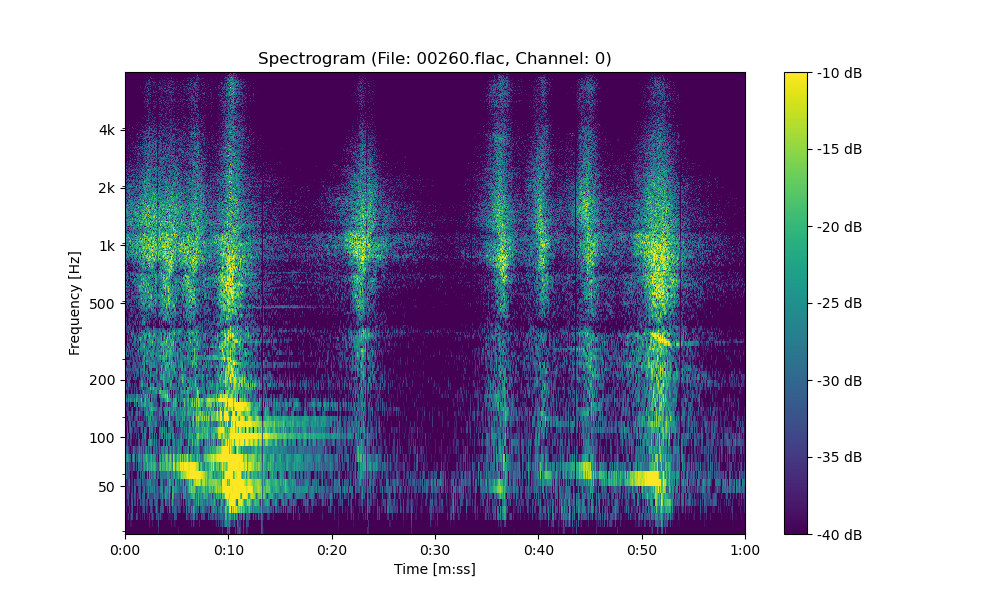 Spectrogram (File: 00260.flac, Channel: 0)
Frequency [Hz]
4k
2k
1k
500
200
100
50
0:00
0:10
0:20
0:30
0:40
0:50
1:00
Time [m:ss]
-10 dB
-15 dB
-20 dB
-25 dB
-30 dB
-35 dB
-40 dB